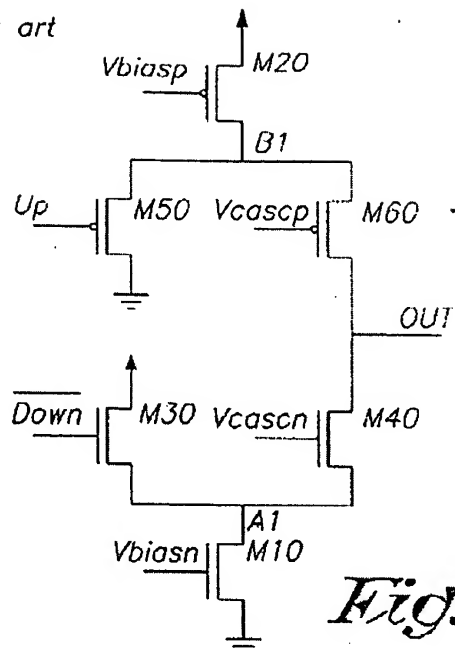 art
Vbiasp M20
B1
Up M50 Vcascp M60
OUT
Down M30 Vcascn M40
A1
Vbiasn M10
Fig.